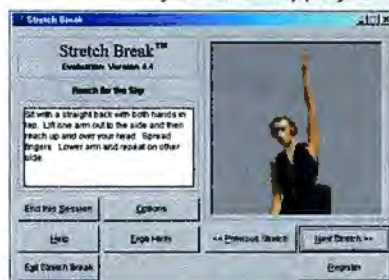 Stretch Break
Stretch Break™
Evaluation Version 4.4
Reach for the Sky
Sit with a straight back with both hands in
lap. Lift one arm out to the side and then
reach up and over your head. Spread
fingers. Lower arm and repeat on other
side.
End this Session
Options
Help
Ergo Hints
<< Previous Stretch
Next Stretch >>
Exit Stretch Break
Register